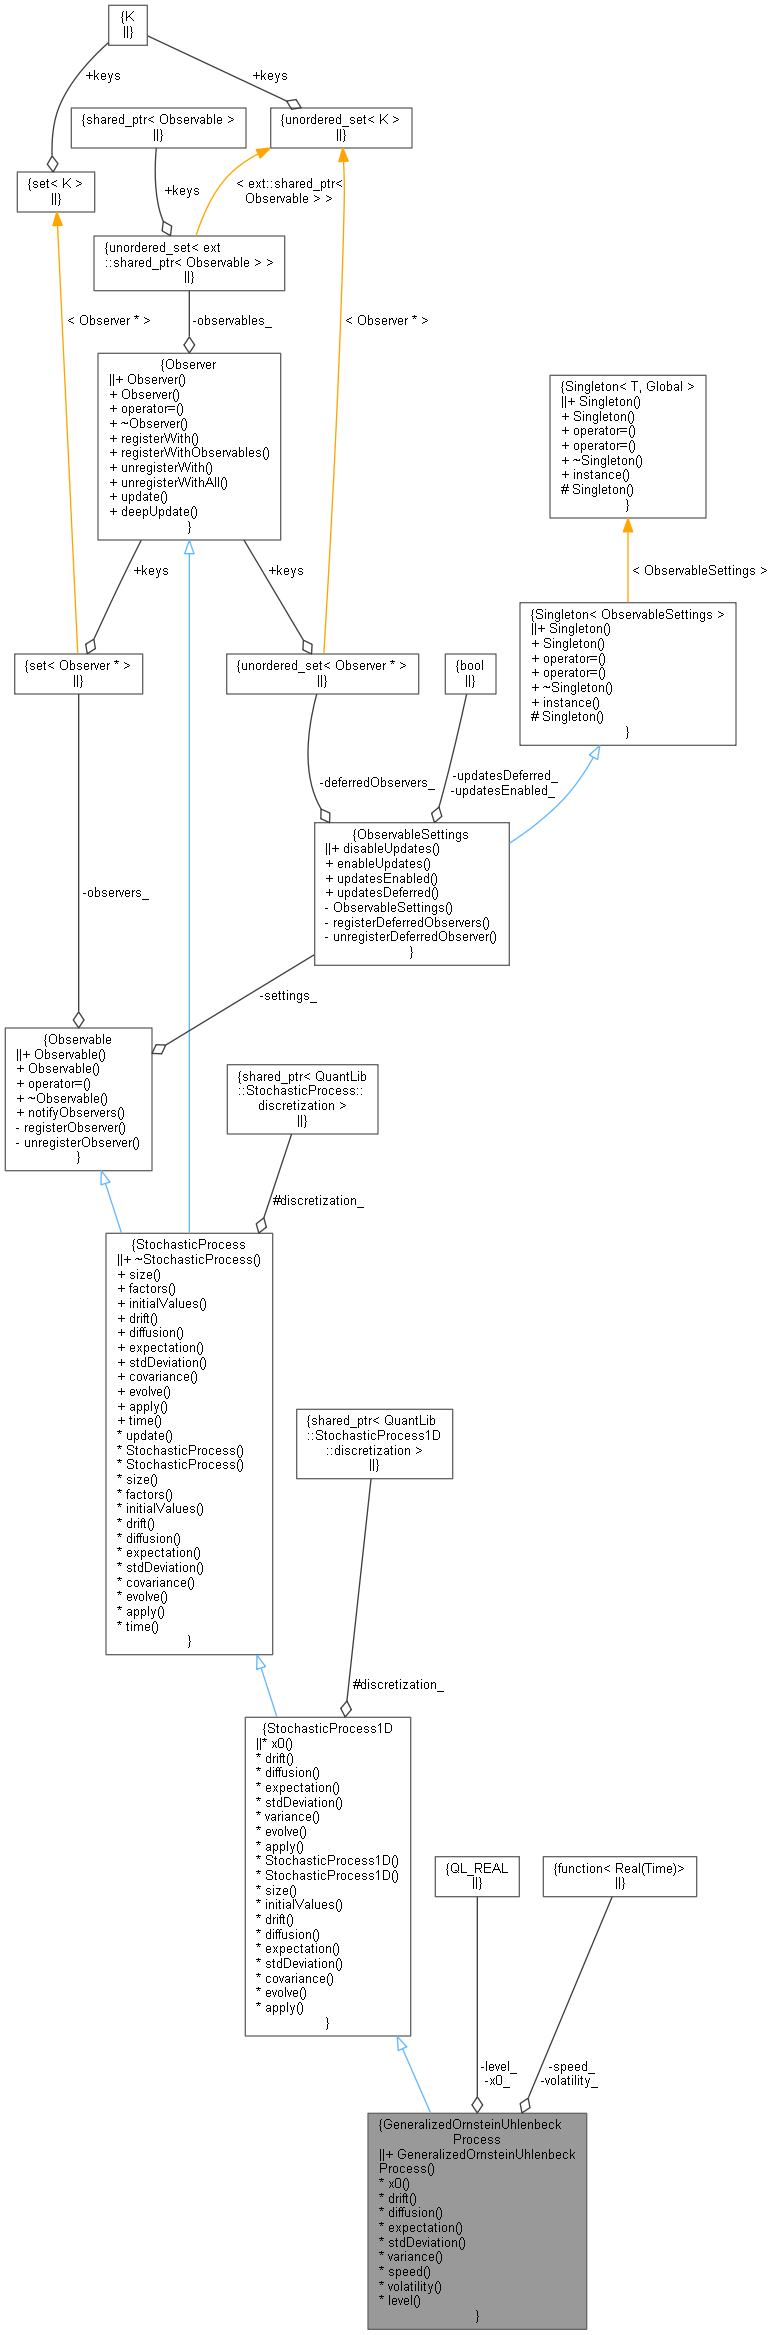 {K
||}
+keys
+keys
{shared_ptr< Observable >
||}
{unordered_set< K >
||}
{set< K >
||}
+keys
< ext::shared_ptr<
Observable > >
{unordered_set< ext
::shared_ptr< Observable > >
||}
< Observer * >
-observables_
< Observer * >
{Observer
||+ Observer()
+ Observer()
+ operator=()
+ ~Observer()
+ registerWith()
+ registerWithObservables()
+ unregisterWith()
+ unregisterWithAll()
+ update()
+ deepUpdate()
}
{Singleton< T, Global >
||+ Singleton()
+ Singleton()
+ operator=()
+ operator=()
+ ~Singleton()
+ instance()
# Singleton()
}
+keys
+keys
< ObservableSettings >
{Singleton< ObservableSettings >
||+ Singleton()
+ Singleton()
+ operator=()
+ operator=()
+ ~Singleton()
+ instance()
# Singleton()
}
{set< Observer * >
||}
{unordered_set< Observer * >
||}
{bool
||}
-deferredObservers_
-updatesDeferred_
-updatesEnabled_
{ObservableSettings
||+ disableUpdates()
+ enableUpdates()
+ updatesEnabled()
+ updatesDeferred()
- ObservableSettings()
- registerDeferredObservers()
- unregisterDeferredObserver()
}
-observers_
-settings_
{Observable
||+ Observable()
+ Observable()
+ operator=()
+ ~Observable()
+ notifyObservers()
- registerObserver()
- unregisterObserver()
}
{shared_ptr< QuantLib
::StochasticProcess::
discretization >
||}
#discretization_
{StochasticProcess
||+ ~StochasticProcess()
+ size()
+ factors()
+ initialValues()
+ drift()
+ diffusion()
+ expectation()
+ stdDeviation()
+ covariance()
+ evolve()
+ apply()
+ time()
* update()
* StochasticProcess()
* StochasticProcess()
* size()
* factors()
* initialValues()
* drift()
* diffusion()
* expectation()
* stdDeviation()
* covariance()
* evolve()
* apply()
* time()
}
{shared_ptr< QuantLib
::StochasticProcess1D
::discretization >
||}
#discretization_
{StochasticProcess1D
||* x0()
* drift()
* diffusion()
* expectation()
* stdDeviation()
* variance()
* evolve()
* apply()
* StochasticProcess1D()
* StochasticProcess1D()
* size()
* initialValues()
* drift()
* diffusion()
* expectation()
* stdDeviation()
* covariance()
* evolve()
* apply()
}
{QL_REAL
||}
{function< Real(Time)>
||}
-level_
-x0_
-speed_
-volatility_
{GeneralizedOrnsteinUhlenbeck
Process
||+ GeneralizedOrnsteinUhlenbeck
Process()
* x0()
* drift()
* diffusion()
* expectation()
* stdDeviation()
* variance()
* speed()
* volatility()
* level()
}